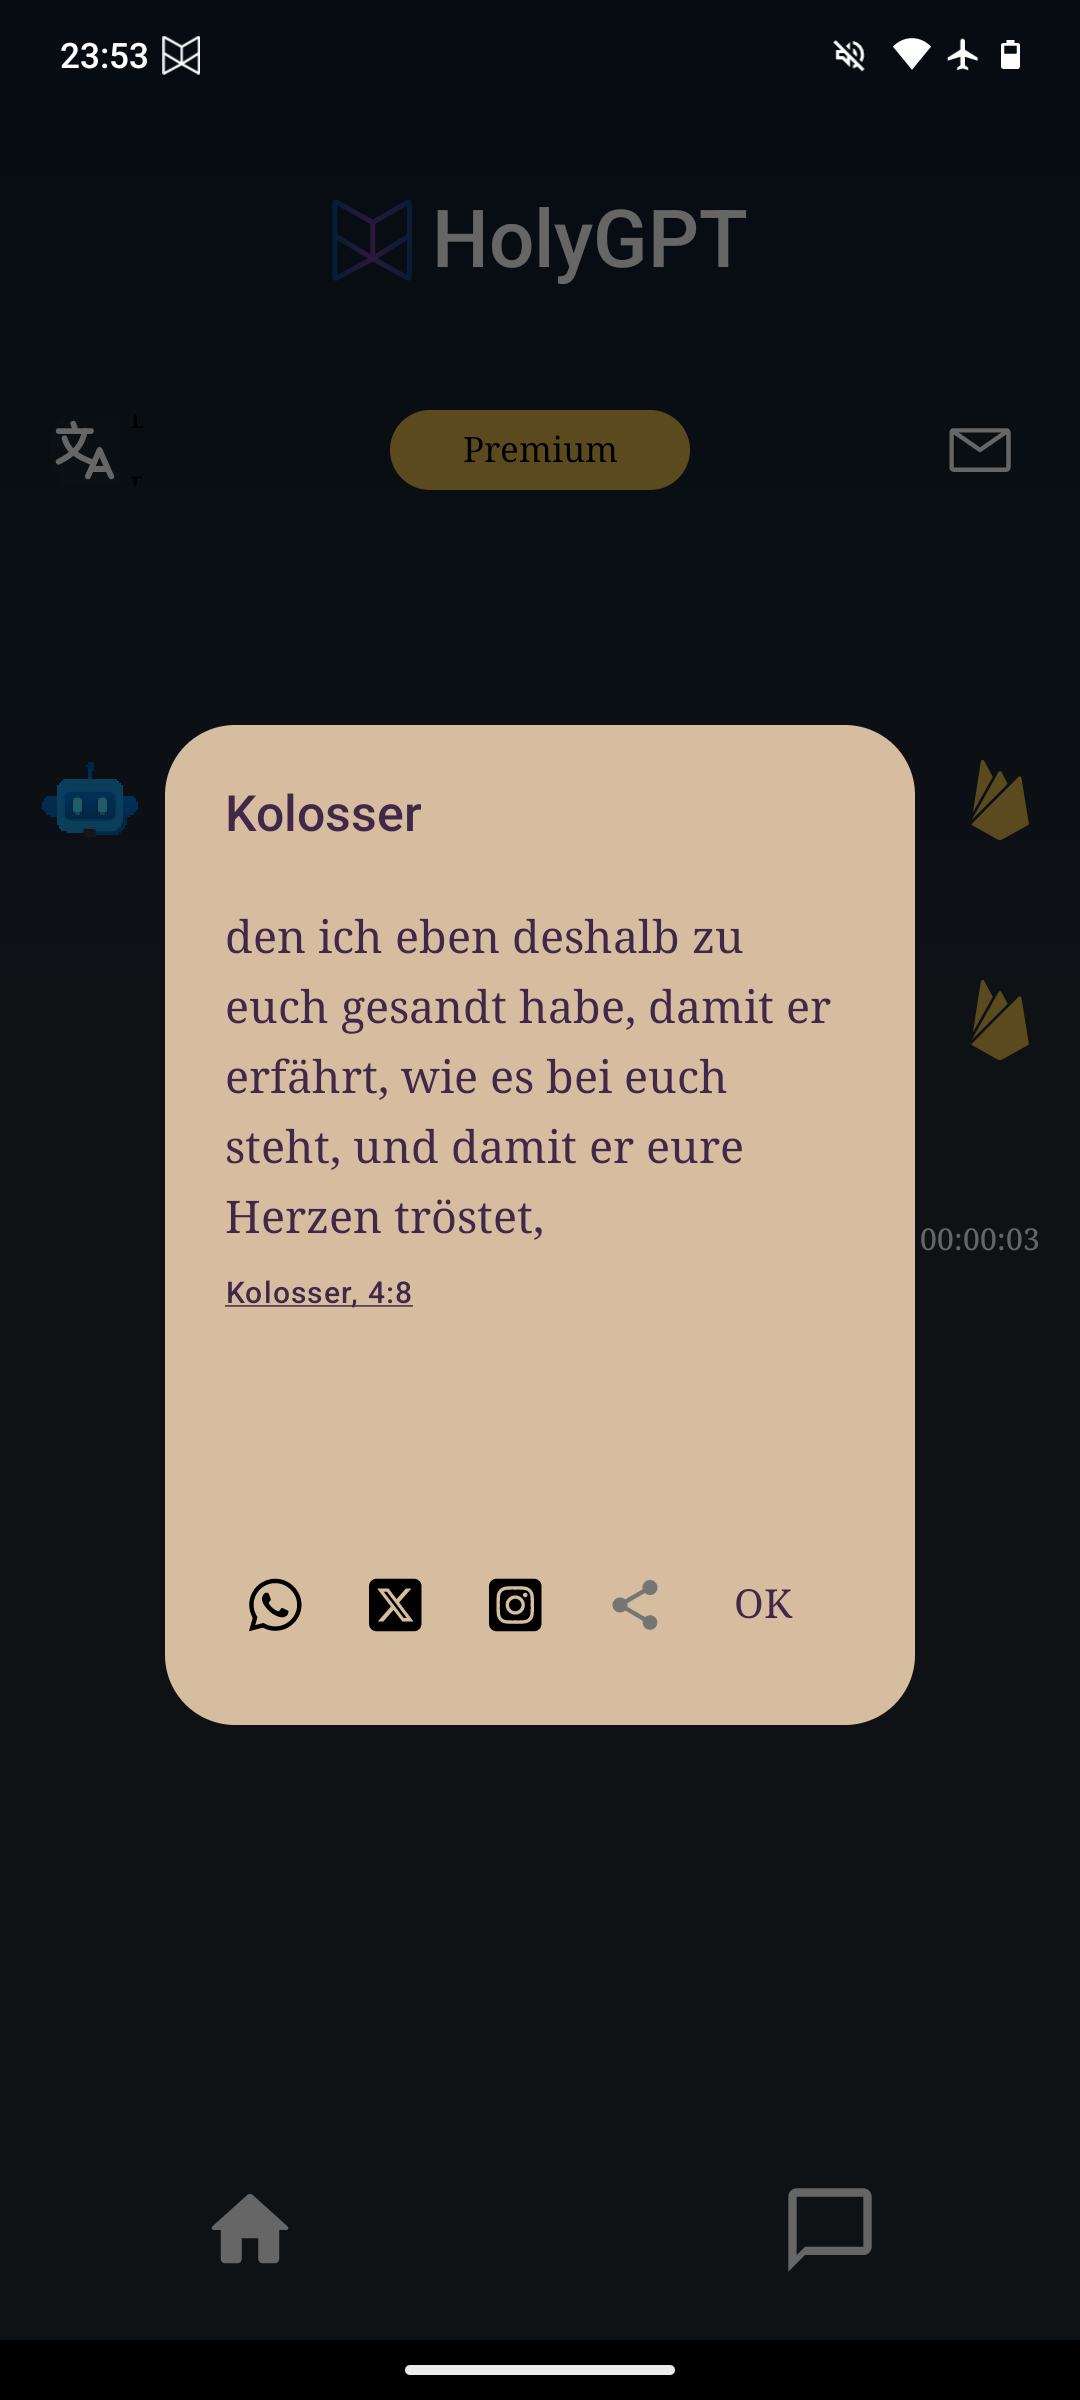 23:53
HolyGPT
Premium
Kolosser
den ich eben deshalb zu
euch gesandt habe, damit er
erfährt, wie es bei euch
steht, und damit er eure
Herzen tröstet,
Kolosser, 4:8
00:00:03
OK